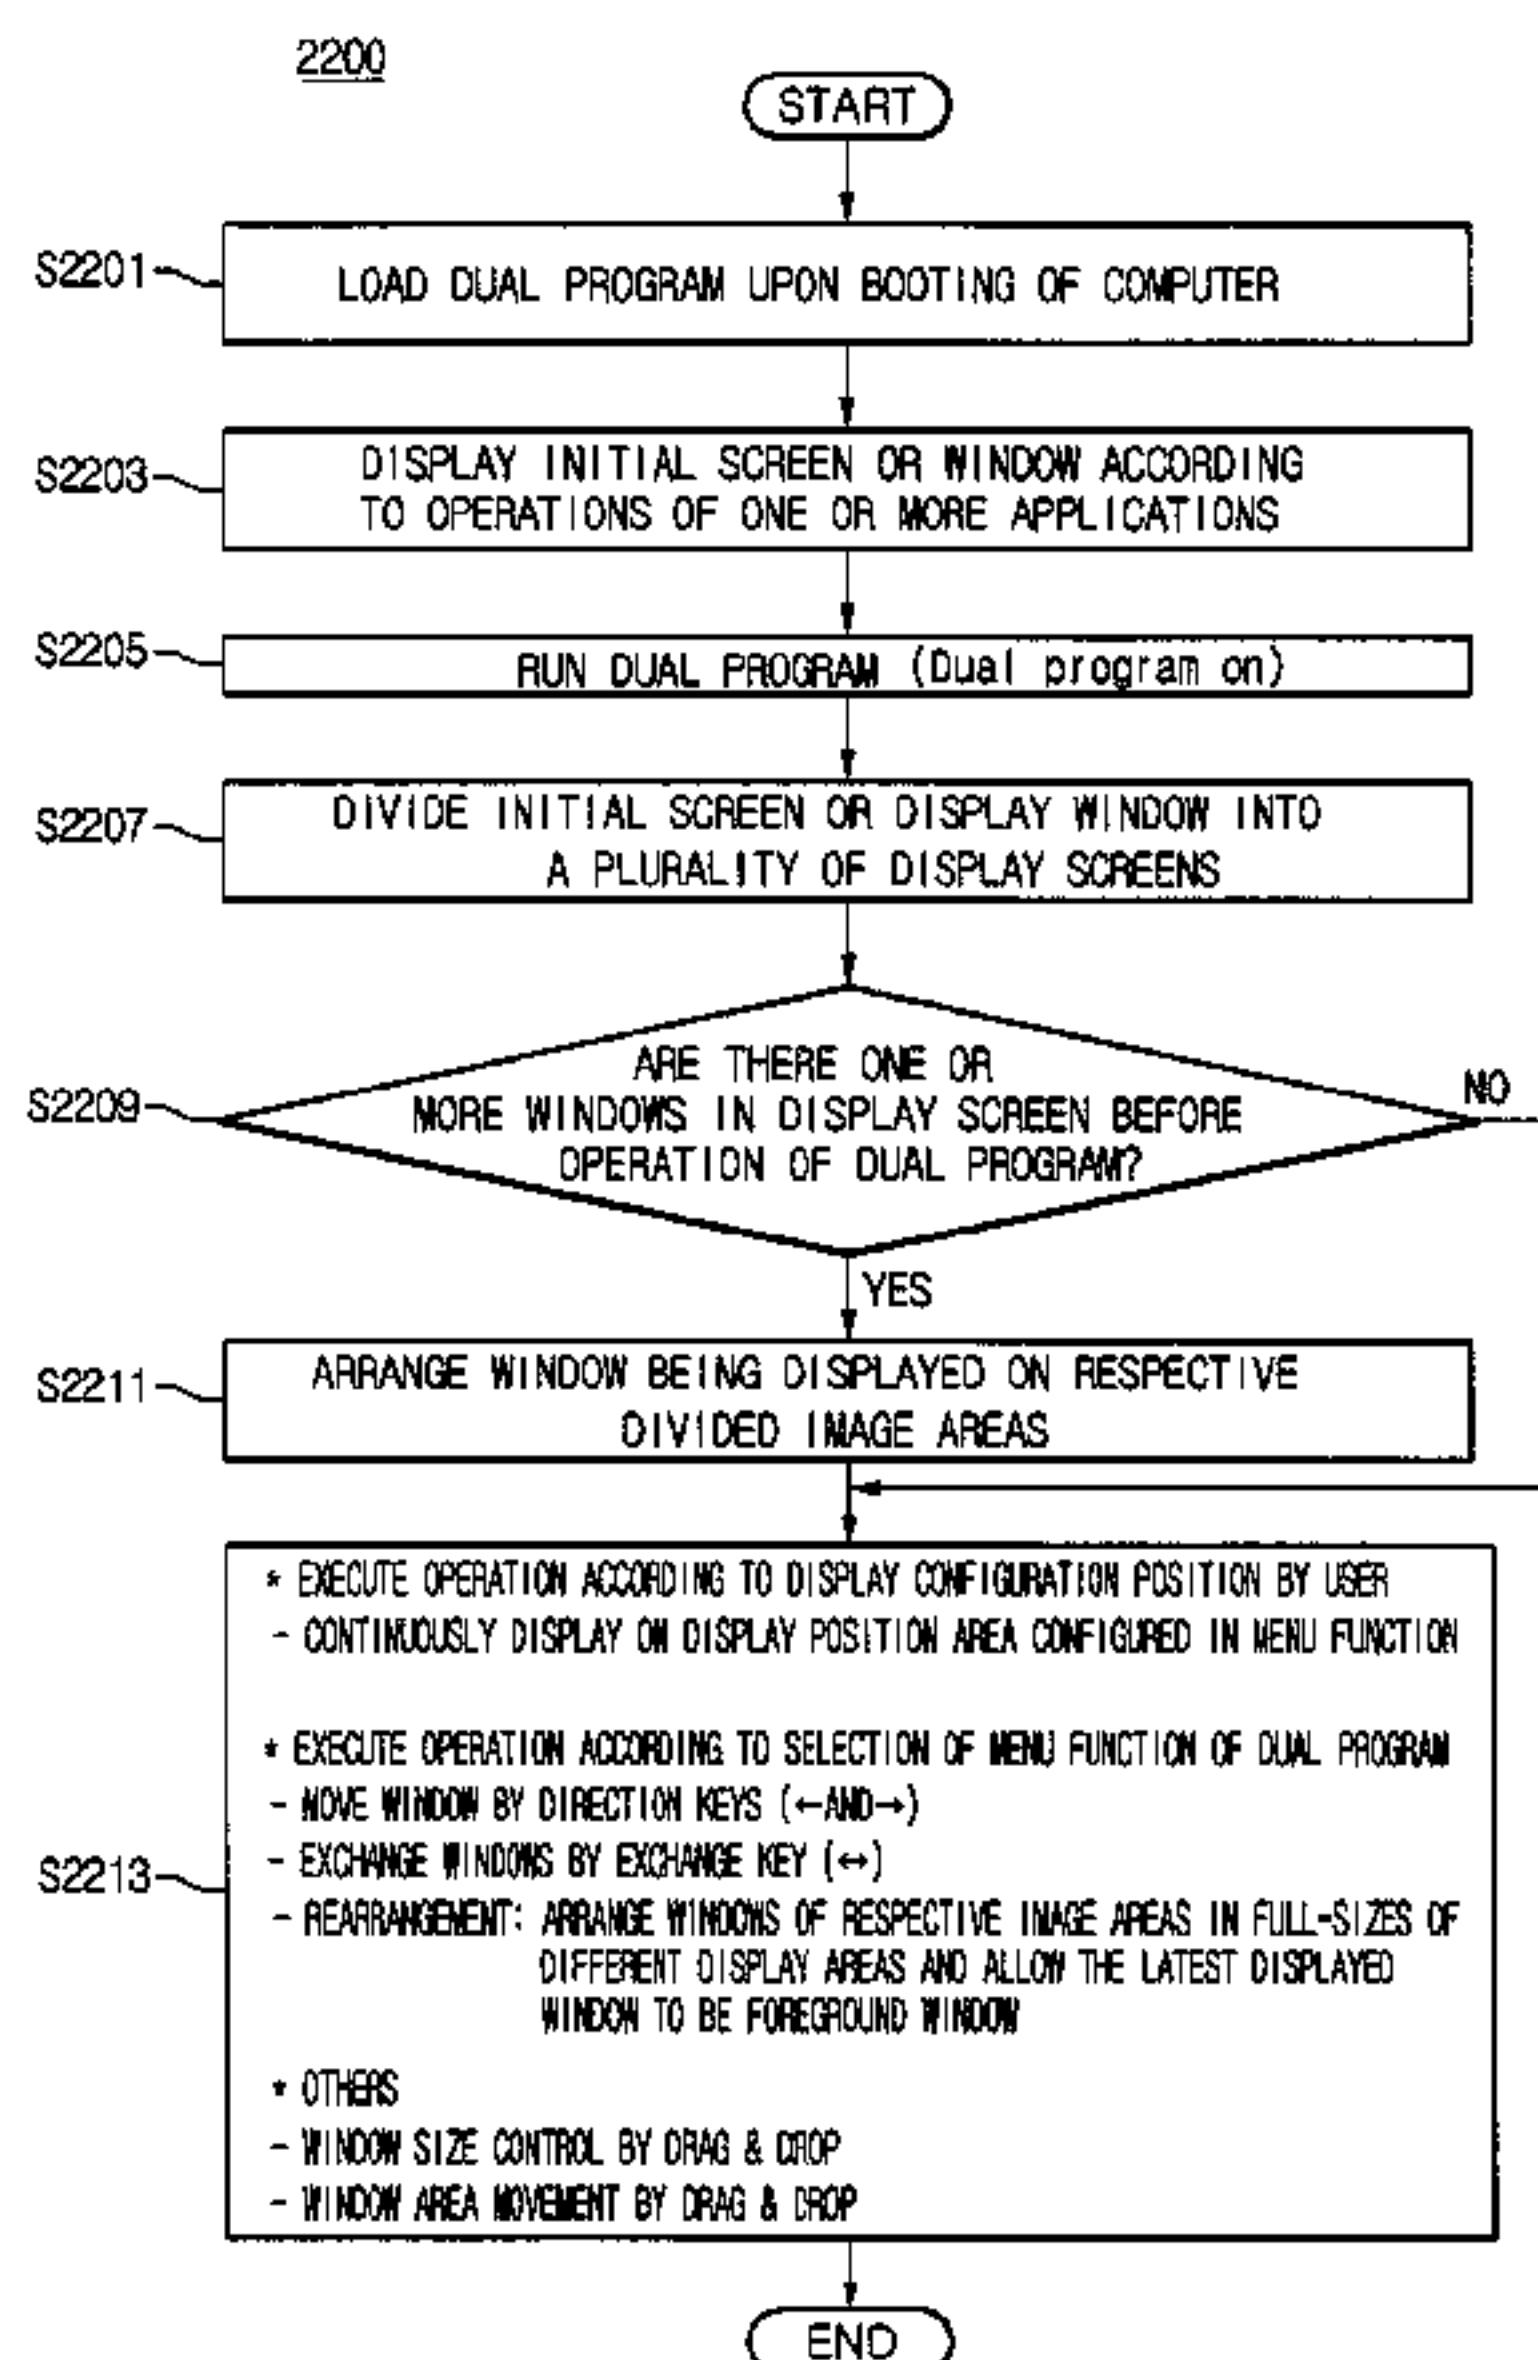 2200
START
S2201
LOAD DUAL PROGRAM UPON BOOTING OF COMPUTER
S2203
DISPLAY INITIAL SCREEN OR WINDOW ACCORDING
TO OPERATIONS OF ONE OR MORE APPLICATIONS
S2205
RUN DUAL PROGRAM (Dual program on)
S2207
DIVIDE INITIAL SCREEN OR DISPLAY WINDOW INTO
A PLURALITY OF DISPLAY SCREENS
S2209
ARE THERE ONE OR
MORE WINDOWS IN DISPLAY SCREEN BEFORE
OPERATION OF DUAL PROGRAM?
NO
YES
S2211
ARRANGE WINDOW BEING DISPLAYED ON RESPECTIVE
DIVIDED IMAGE AREAS
S2213
* EXECUTE OPERATION ACCORDING TO DISPLAY CONFIGURATION POSITION BY USER
- CONTINUOUSLY DISPLAY ON DISPLAY POSITION AREA CONFIGURED IN MENU FUNCTION
* EXECUTE OPERATION ACCORDING TO SELECTION OF MENU FUNCTION OF DUAL PROGRAM
- MOVE WINDOW BY DIRECTION KEYS (←AND→)
- EXCHANGE WINDOWS BY EXCHANGE KEY (↔)
- REARRANGEMENT: ARRANGE WINDOWS OF RESPECTIVE IMAGE AREAS IN FULL-SIZES OF
DIFFERENT DISPLAY AREAS AND ALLOW THE LATEST DISPLAYED
WINDOW TO BE FOREGROUND WINDOW
* OTHERS
- WINDOW SIZE CONTROL BY DRAG & DROP
- WINDOW AREA MOVEMENT BY DRAG & DROP
END